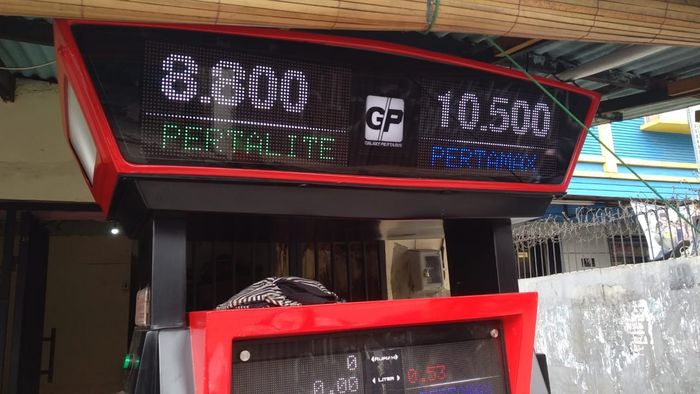 8.800
PERTALITE
GP
10.500
PERTAMAX
0
RUPIAH
0.00
LITER
0.53